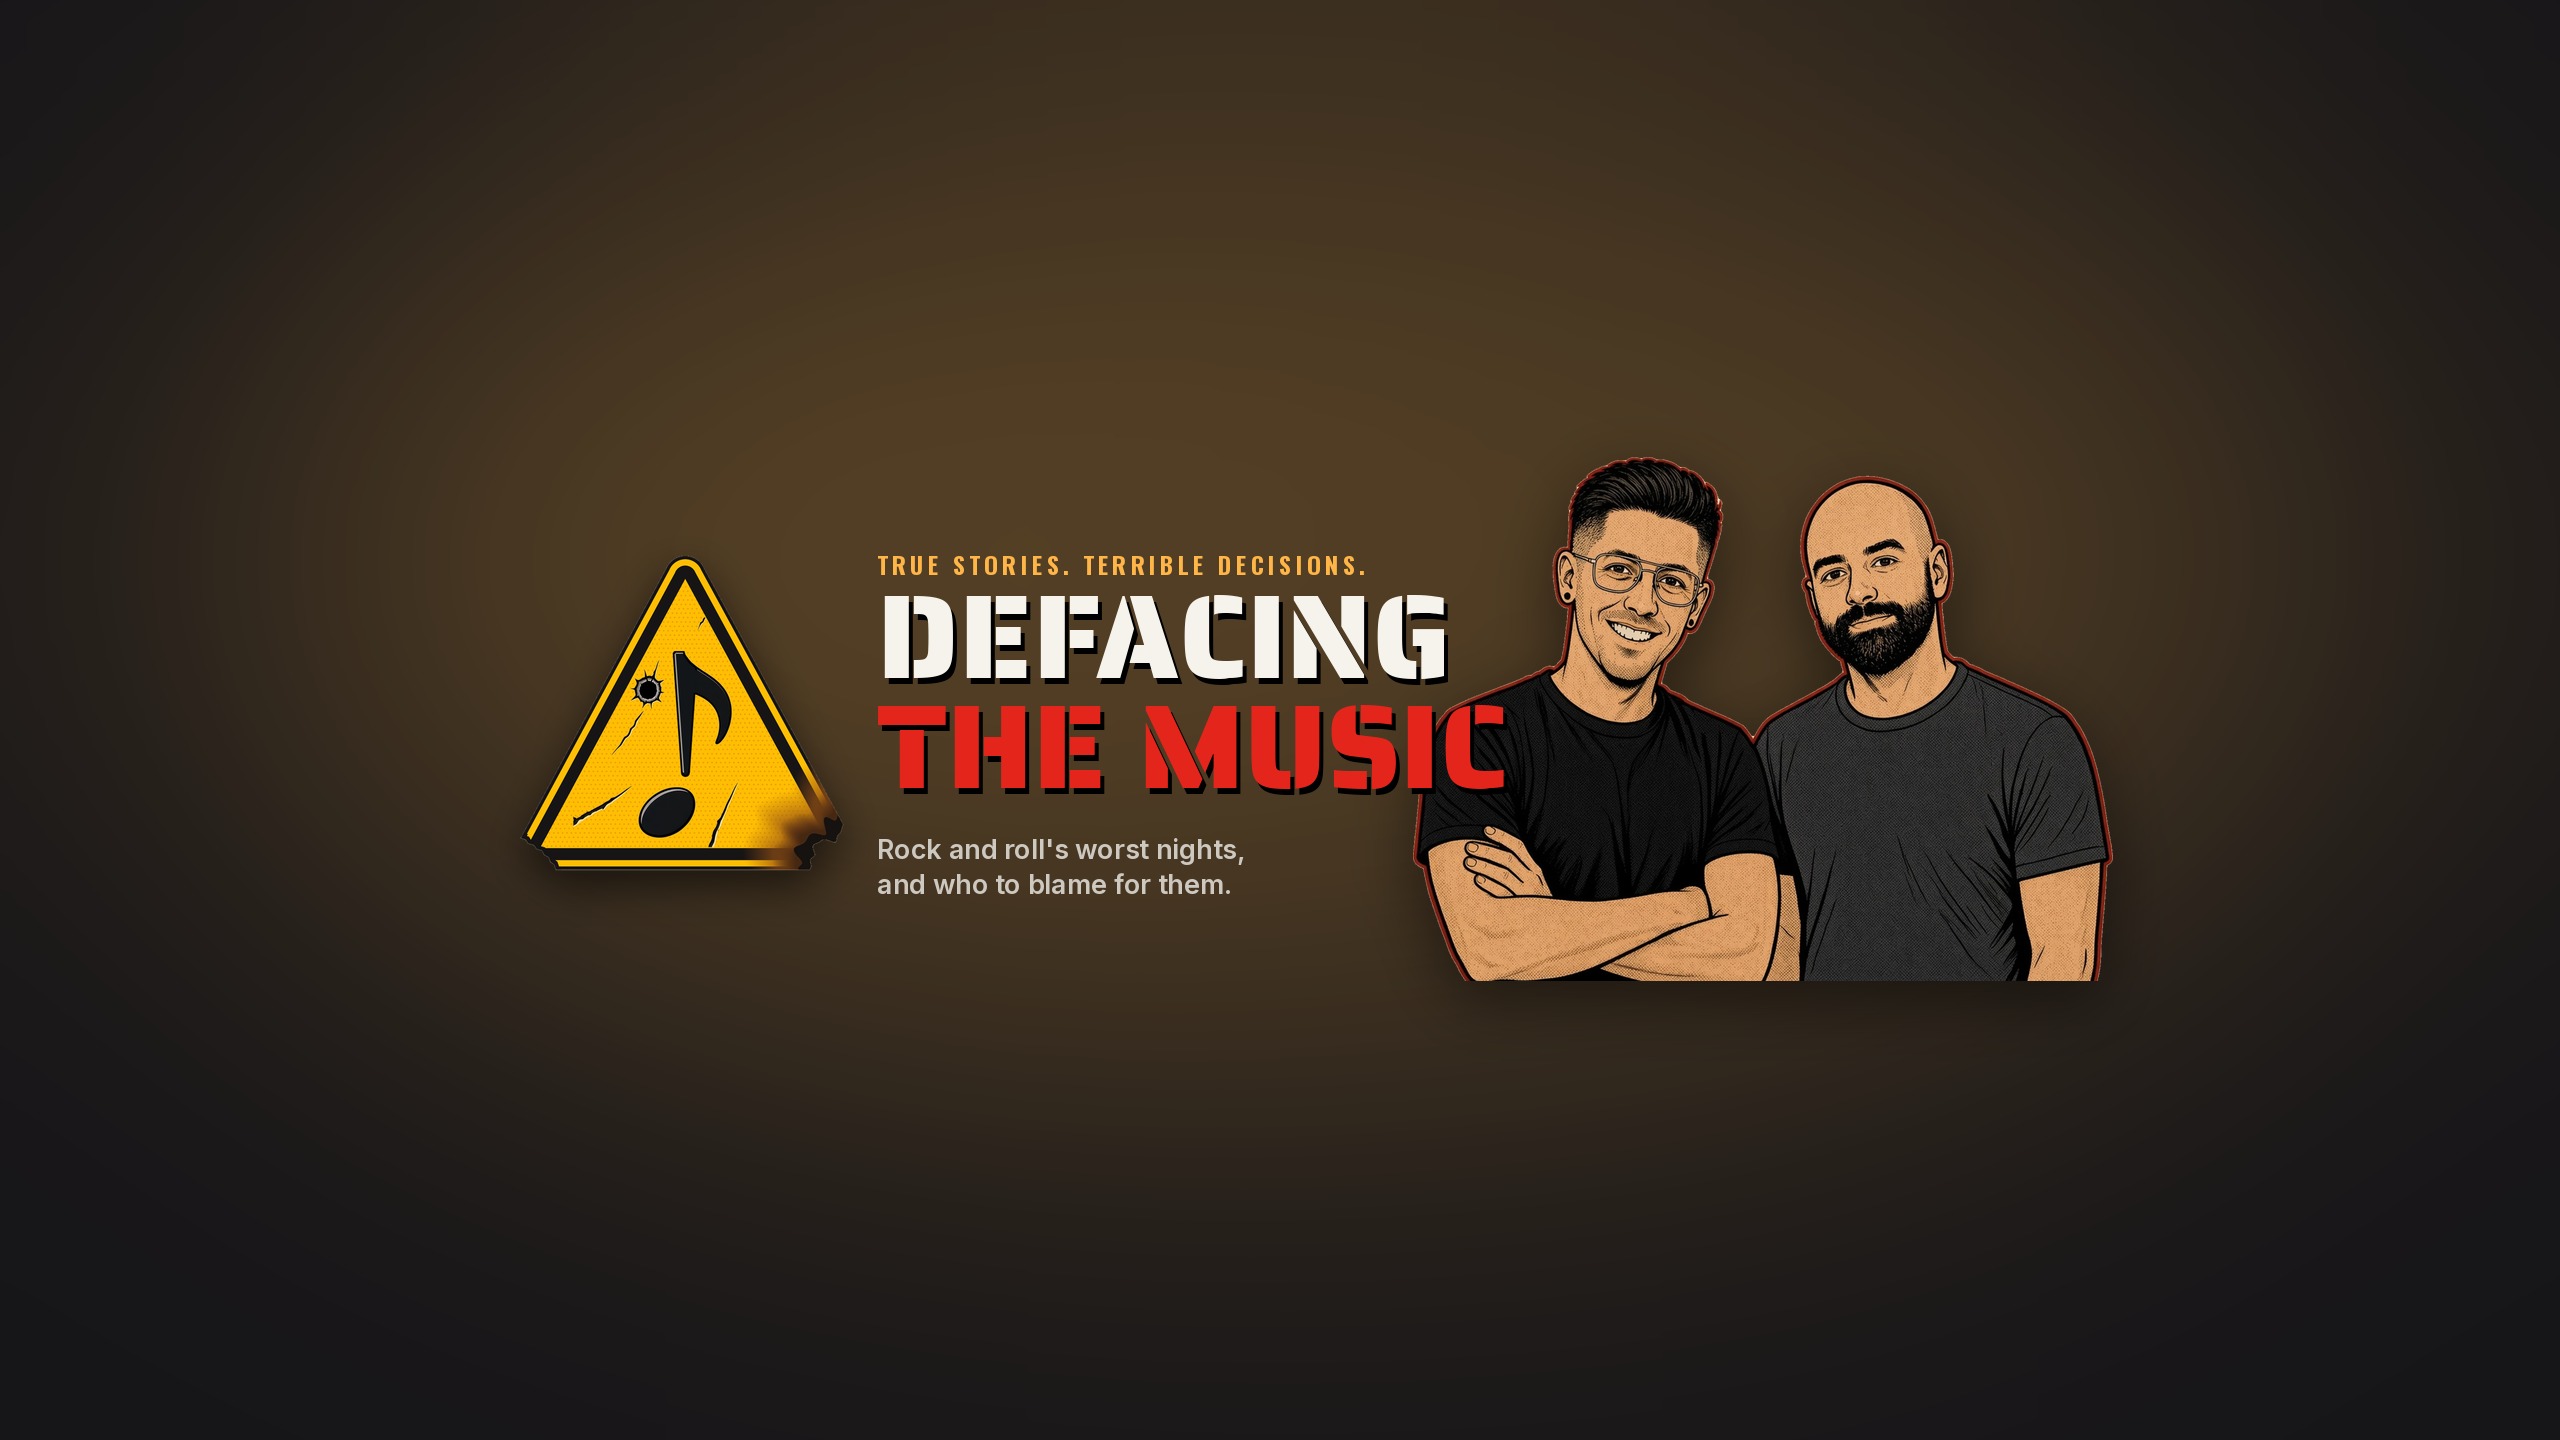 TRUE STORIES. TERRIBLE DECISIONS.
DEFACING
THE MUSIC
Rock and roll's worst nights,
and who to blame for them.